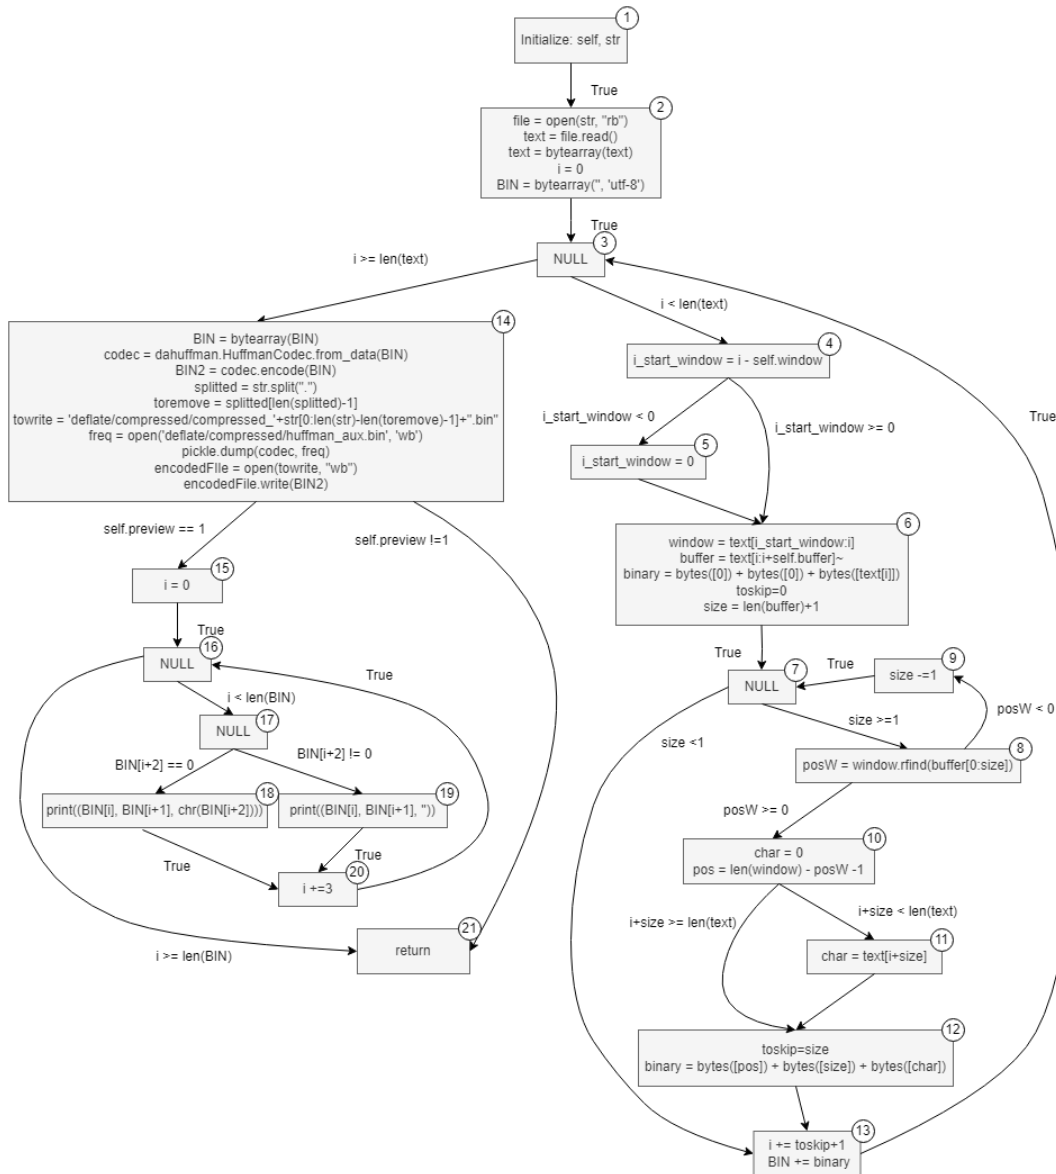 1
Initialize: self, str
True
2
file = open(str, "rb")
text = file.read()
text = bytearray(text)
i = 0
BIN = bytearray('', 'utf-8')
True
3
NULL
i >= len(text)
i < len(text)
14
BIN = bytearray(BIN)
codec = dahuffman.HuffmanCodec.from_data(BIN)
BIN2 = codec.encode(BIN)
splitted = str.split(".")
toremove = splitted[len(splitted)-1]
towrite = 'deflate/compressed/compressed_'+str[0:len(str)-len(toremove)-1]+".bin"
freq = open('deflate/compressed/huffman_aux.bin', 'wb')
pickle.dump(codec, freq)
encodedFIle = open(towrite, "wb")
encodedFile.write(BIN2)
4
i_start_window = i - self.window
i_start_window < 0
i_start_window >= 0
True
5
i_start_window = 0
6
window = text[i_start_window:i]
buffer = text[i:i+self.buffer]~
binary = bytes([0]) + bytes([0]) + bytes([text[i]])
toskip=0
size = len(buffer)+1
self.preview == 1
self.preview !=1
15
i = 0
True
16
NULL
True
i < len(BIN)
17
NULL
BIN[i+2] == 0
BIN[i+2] != 0
18
print((BIN[i], BIN[i+1], chr(BIN[i+2])))
19
print((BIN[i], BIN[i+1], ''))
True
True
20
i +=3
i >= len(BIN)
21
return
True
7
NULL
True
9
size -=1
posW < 0
size >=1
size <1
8
posW = window.rfind(buffer[0:size])
posW >= 0
10
char = 0
pos = len(window) - posW -1
i+size >= len(text)
i+size < len(text)
11
char = text[i+size]
12
toskip=size
binary = bytes([pos]) + bytes([size]) + bytes([char])
13
i += toskip+1
BIN += binary